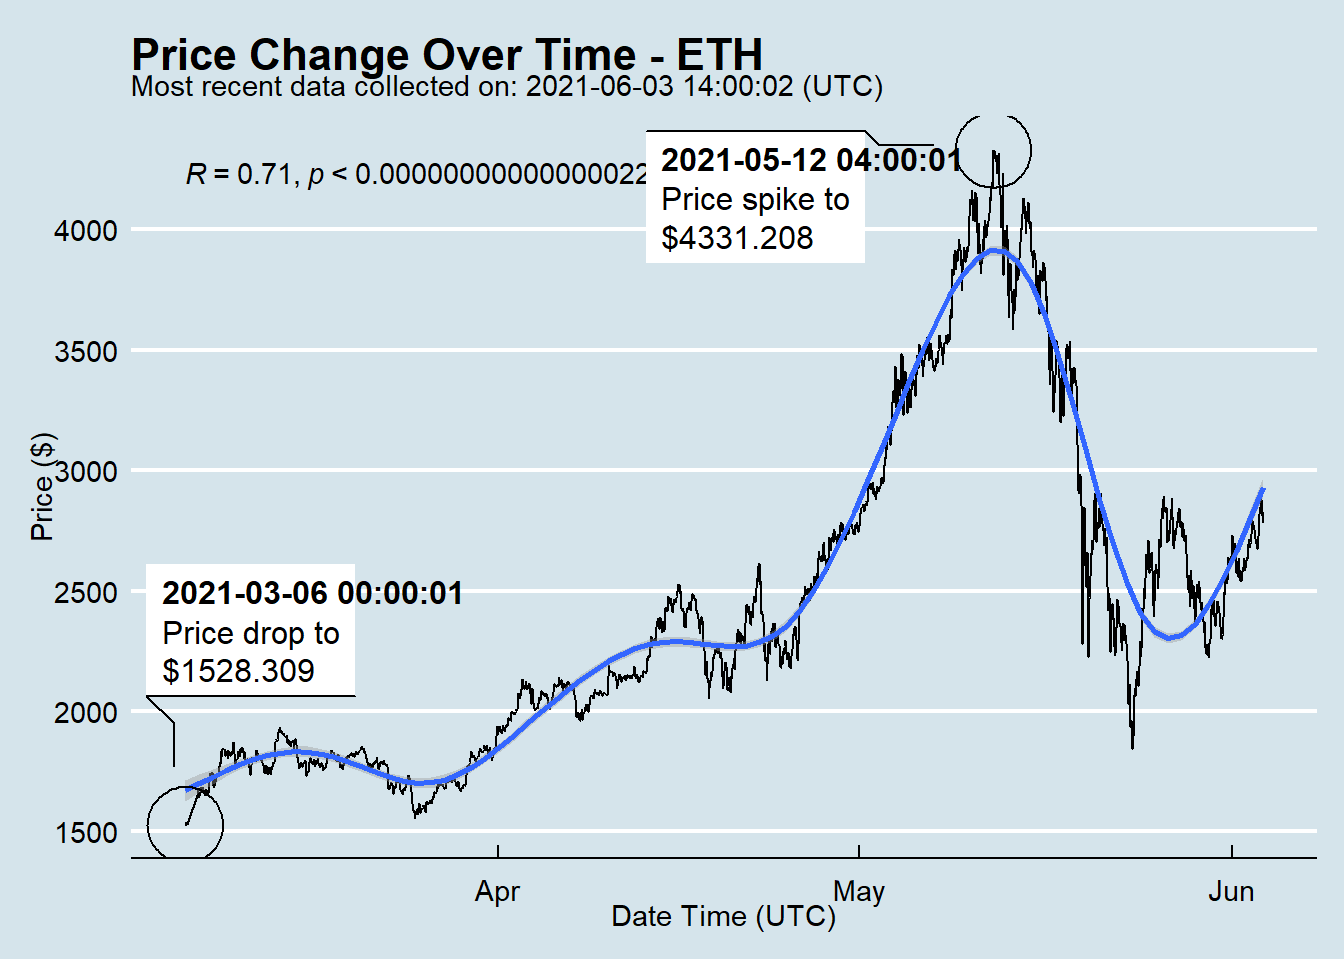 Price Change Over Time - ETH
Most recent data collected on: 2021-06-03 14:00:02 (UTC)
R = 0.71, p < 0.00000000000000022
2021-05-12 04:00:01
Price spike to
$4331.208
4000
3500
3000
2500
2000
1500
Price ($)
2021-03-06 00:00:01
Price drop to
$1528.309
Apr
May
Jun
Date Time (UTC)